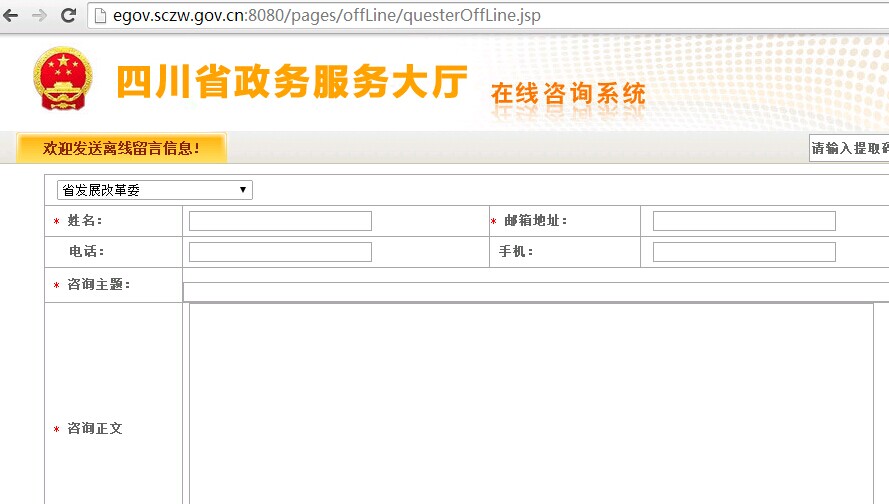 egov.sczw.gov.cn:8080/pages/offLine/questerOffLine.jsp
四川省政务服务大厅 在线咨询系统
欢迎发送离线留言信息!
请输入提取码
省发展改革委
* 姓名:
* 邮箱地址:
电话:
手机:
* 咨询主题:
* 咨询正文